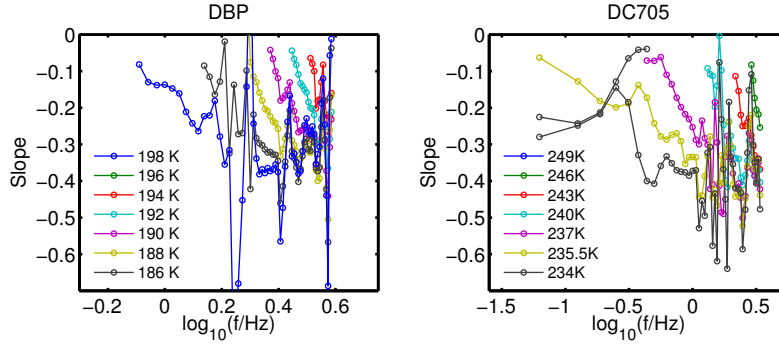 DBP
0
−0.1
−0.2
−0.3
−0.4
−0.5
−0.6
Slope
198 K
196 K
194 K
192 K
190 K
188 K
186 K
−0.2
0
0.2
0.4
0.6
log10(f/Hz)
DC705
0
−0.1
−0.2
−0.3
−0.4
−0.5
−0.6
Slope
249K
246K
243K
240K
237K
235.5K
234K
−1.5
−1
−0.5
0
0.5
log10(f/Hz)